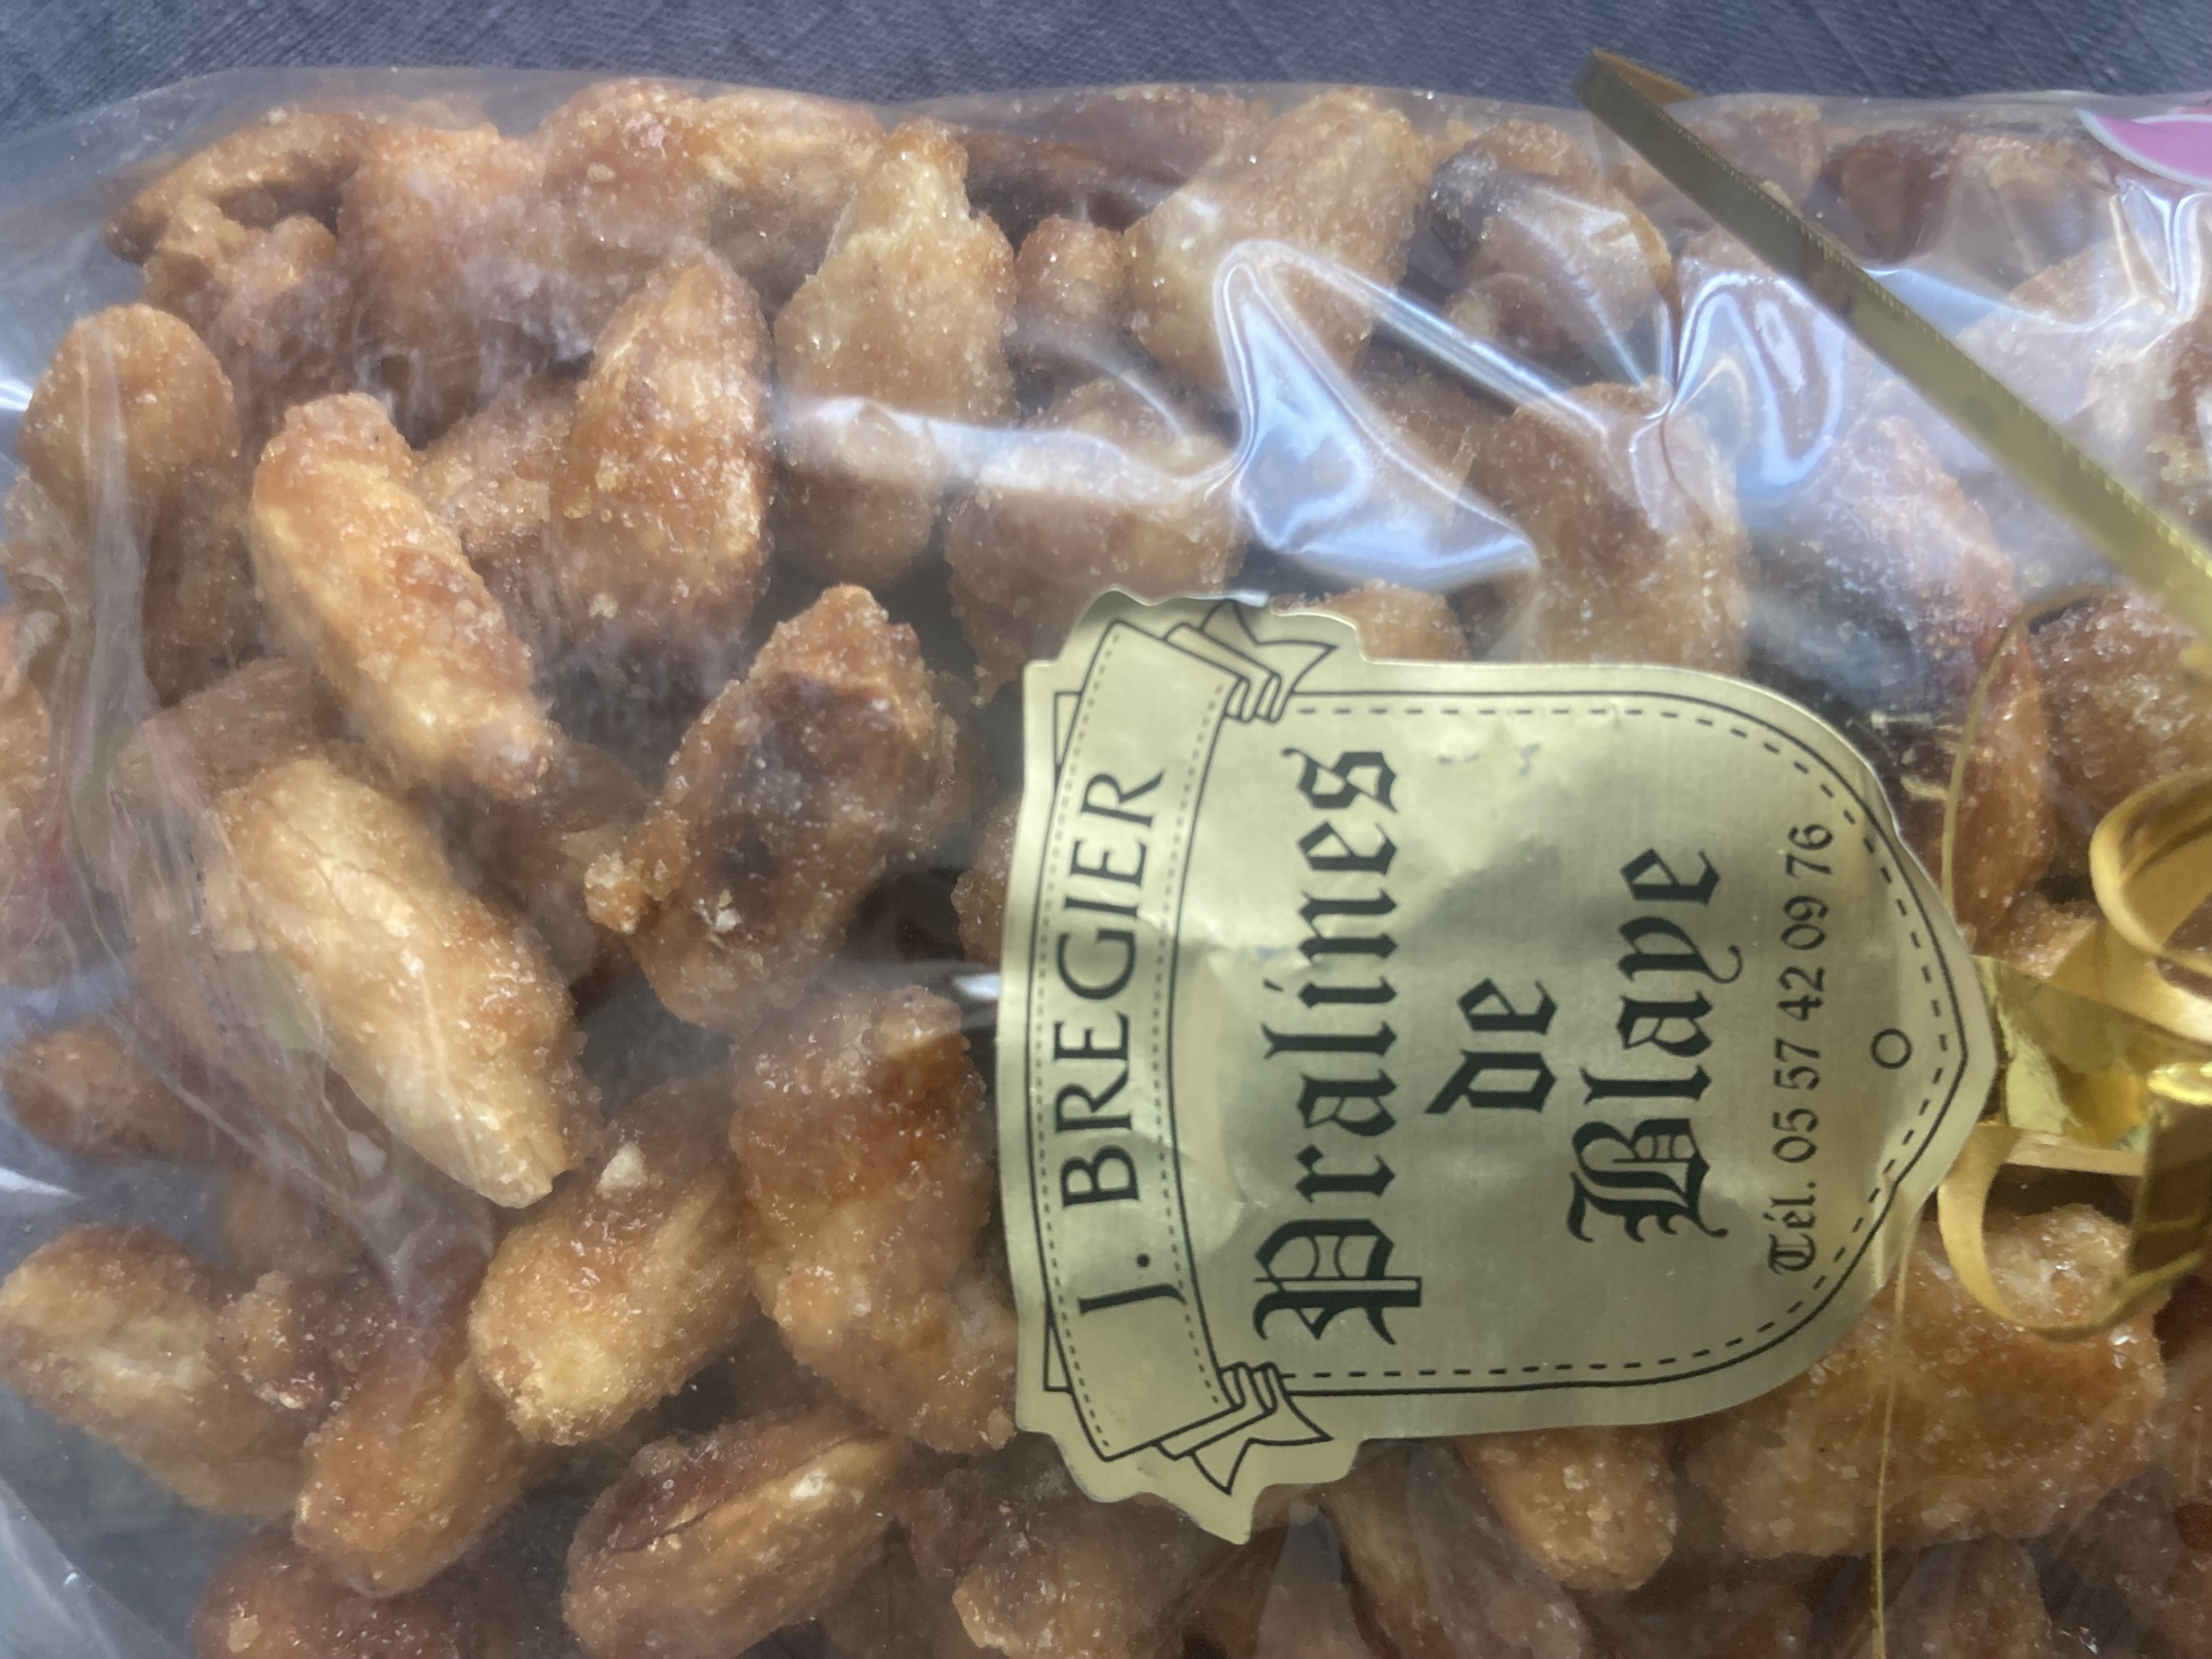 J. BREGIER
Pralines
de
Blaye
Tél. 05 57 42 09 76